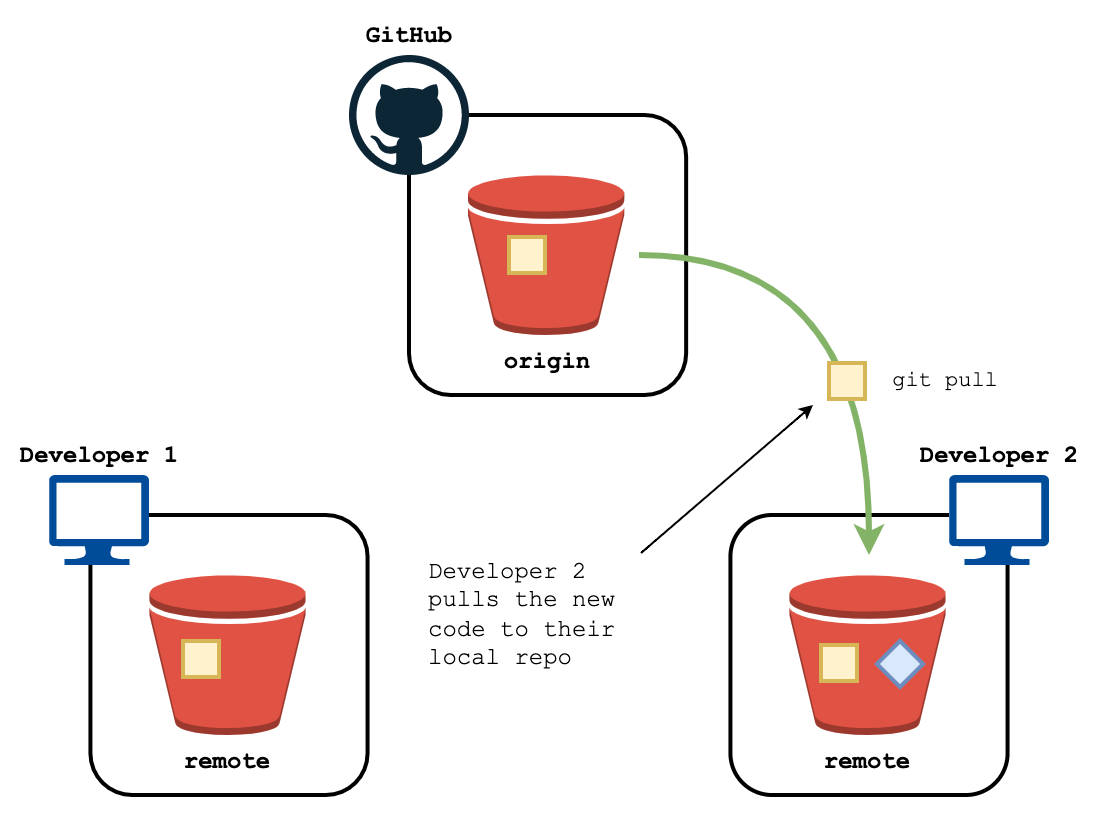 GitHub
origin
git pull
Developer 1
Developer 2
Developer 2
pulls the new
code to their
local repo
remote
remote